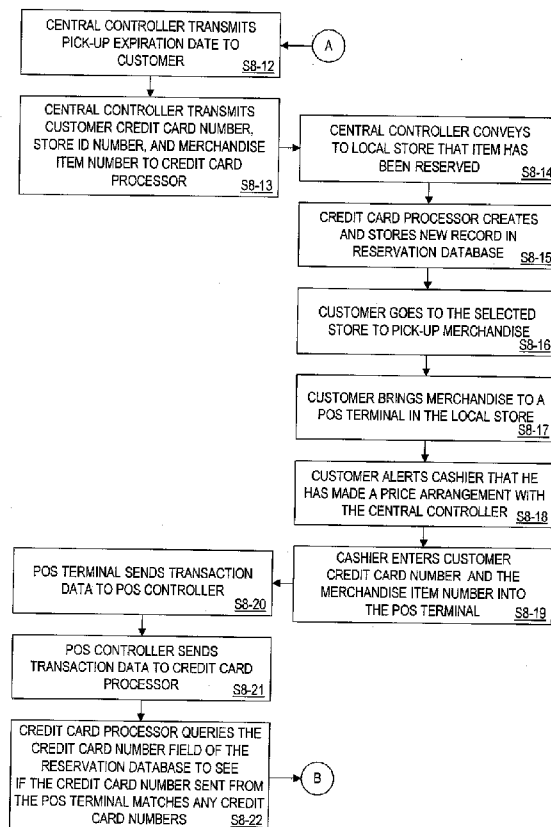 CENTRAL CONTROLLER TRANSMITS
PICK-UP EXPIRATION DATE TO
CUSTOMER
S8-12
A
CENTRAL CONTROLLER TRANSMITS
CUSTOMER CREDIT CARD NUMBER,
STORE ID NUMBER, AND MERCHANDISE
ITEM NUMBER TO CREDIT CARD
PROCESSOR
S8-13
CENTRAL CONTROLLER CONVEYS
TO LOCAL STORE THAT ITEM HAS
BEEN RESERVED
S8-14
CREDIT CARD PROCESSOR CREATES
AND STORES NEW RECORD IN
RESERVATION DATABASE
S8-15
CUSTOMER GOES TO THE SELECTED
STORE TO PICK-UP MERCHANDISE
S8-16
CUSTOMER BRINGS MERCHANDISE TO A
POS TERMINAL IN THE LOCAL STORE
S8-17
CUSTOMER ALERTS CASHIER THAT HE
HAS MADE A PRICE ARRANGEMENT WITH
THE CENTRAL CONTROLLER S8-18
CASHIER ENTERS CUSTOMER
CREDIT CARD NUMBER AND THE
MERCHANDISE ITEM NUMBER INTO
THE POS TERMINAL S8-19
POS TERMINAL SENDS TRANSACTION
DATA TO POS CONTROLLER
S8-20
POS CONTROLLER SENDS
TRANSACTION DATA TO CREDIT CARD
PROCESSOR
S8-21
CREDIT CARD PROCESSOR QUERIES THE
CREDIT CARD NUMBER FIELD OF THE
RESERVATION DATABASE TO SEE
IF THE CREDIT CARD NUMBER SENT FROM
THE POS TERMINAL MATCHES ANY CREDIT
CARD NUMBERS S8-22
B